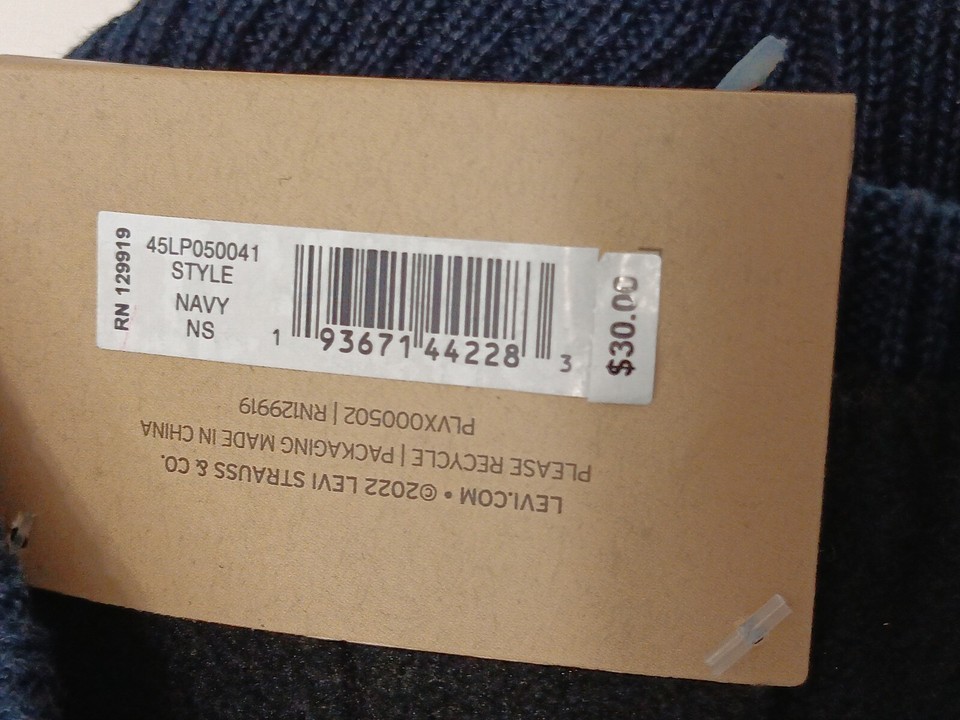 RN 129919
45LP050041
STYLE
NAVY
NS
1 93671 44228 3
$30.00
LEVI.COM • ©2022 LEVI STRAUSS & CO.
PLEASE RECYCLE | PACKAGING MADE IN CHINA
PLVX000502 | RN129919